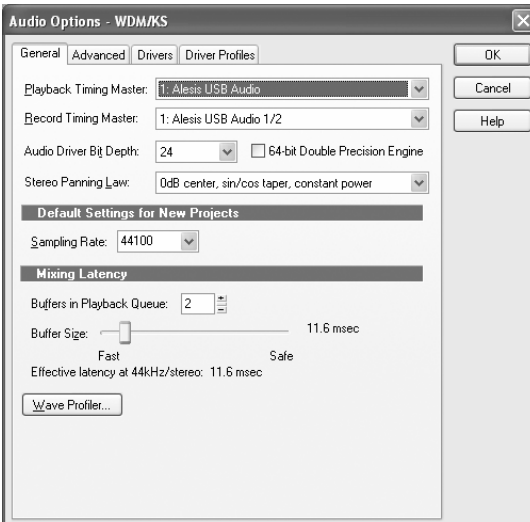 Audio Options - WDM/KS
General Advanced Drivers Driver Profiles
OK
Playback Timing Master: 1: Alesis USB Audio
Cancel
Record Timing Master: 1: Alesis USB Audio 1/2
Help
Audio Driver Bit Depth: 24 64-bit Double Precision Engine
Stereo Panning Law: 0dB center, sin/cos taper, constant power
Default Settings for New Projects
Sampling Rate: 44100
Mixing Latency
Buffers in Playback Queue: 2
Buffer Size: 11.6 msec
Fast Safe
Effective latency at 44kHz/stereo: 11.6 msec
Wave Profiler...